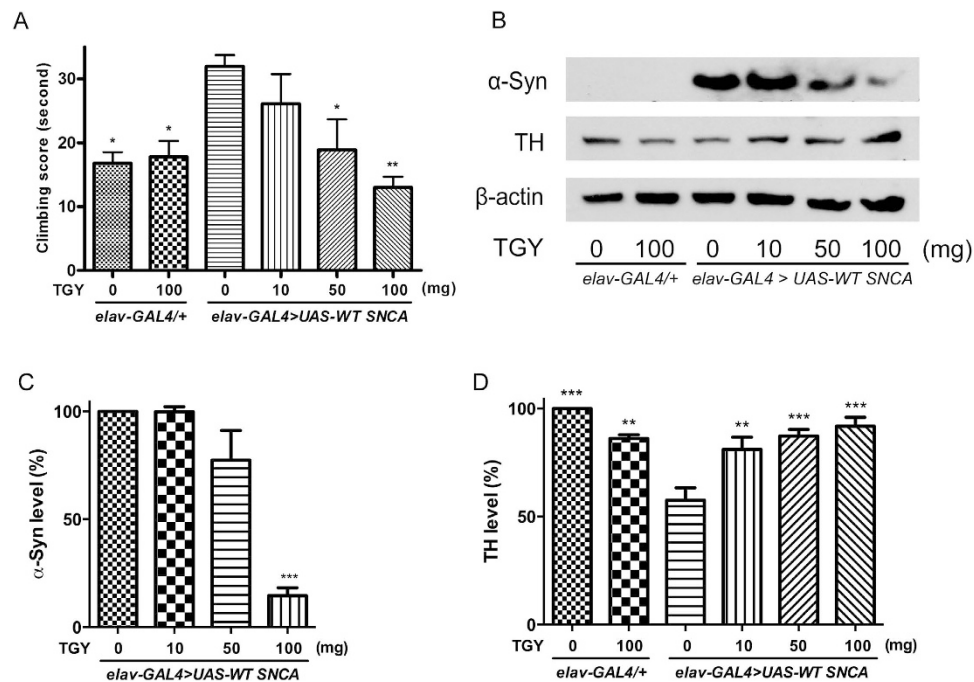 A
Climbing score (second)
30
20
10
0
* * * **
TGY 0 100 0 10 50 100 (mg)
elav-GAL4/+ elav-GAL4>UAS-WT SNCA
B
α-Syn
TH
β-actin
TGY 0 100 0 10 50 100 (mg)
elav-GAL4/+ elav-GAL4 > UAS-WT SNCA
C
α-Syn level (%)
100
50
0
***
TGY 0 10 50 100 (mg)
elav-GAL4>UAS-WT SNCA
D
TH level (%)
100
50
0
*** ** ** *** ***
TGY 0 100 0 10 50 100 (mg)
elav-GAL4/+ elav-GAL4>UAS-WT SNCA